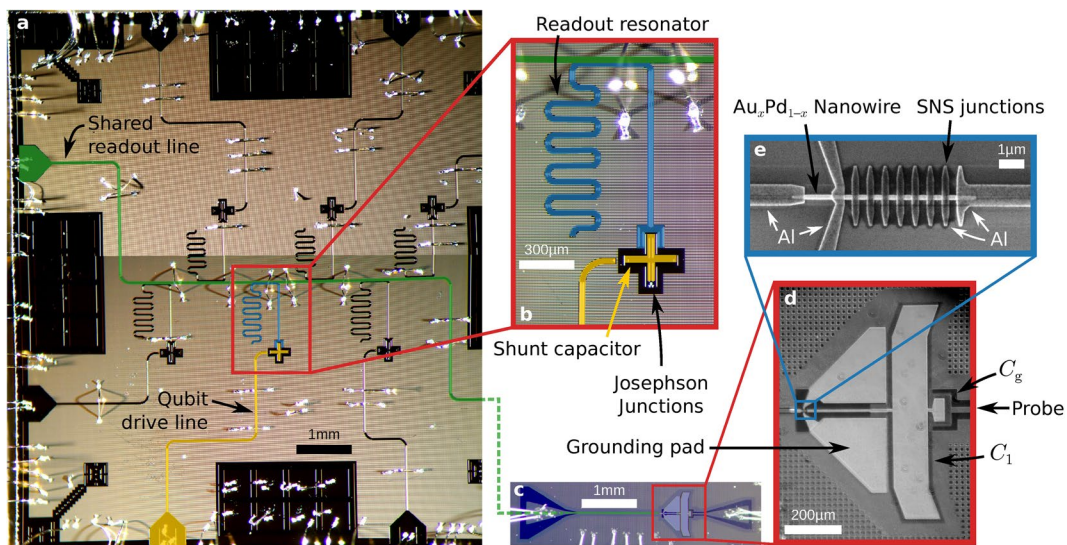 a
Shared
readout line
Qubit
drive line
1mm
Readout resonator
300μm
b
Shunt capacitor
Josephson
Junctions
c
1mm
AuₓPd₁₋ₓ Nanowire
SNS junctions
e
1μm
Al
Al
d
C_g
Probe
Grounding pad
C₁
200μm